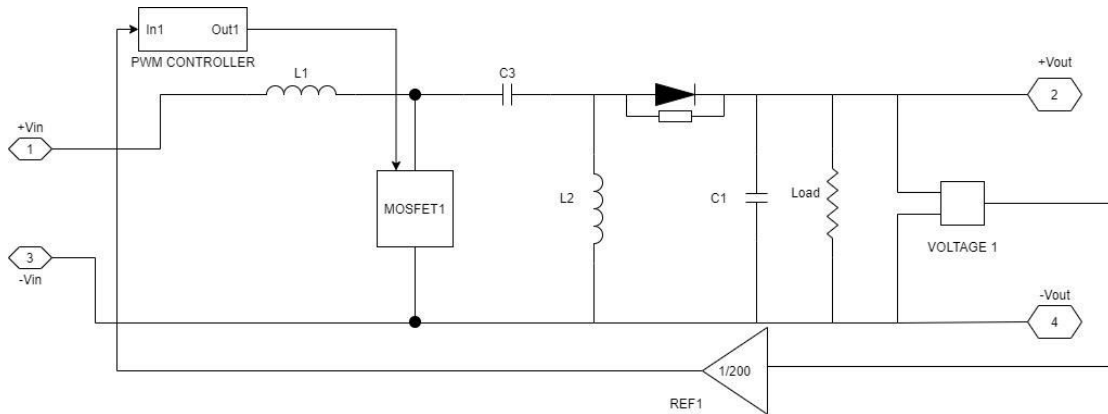 In1
Out1
PWM CONTROLLER
L1
C3
+Vout
2
+Vin
1
MOSFET1
L2
C1
Load
VOLTAGE 1
3
-Vin
-Vout
4
1/200
REF1